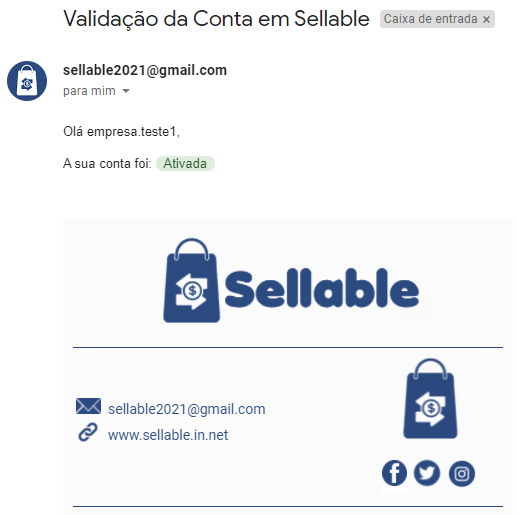 Validação da Conta em Sellable Caixa de entrada ×
sellable2021@gmail.com
para mim
Olá empresa.teste1,
A sua conta foi: Ativada
Sellable
sellable2021@gmail.com
www.sellable.in.net